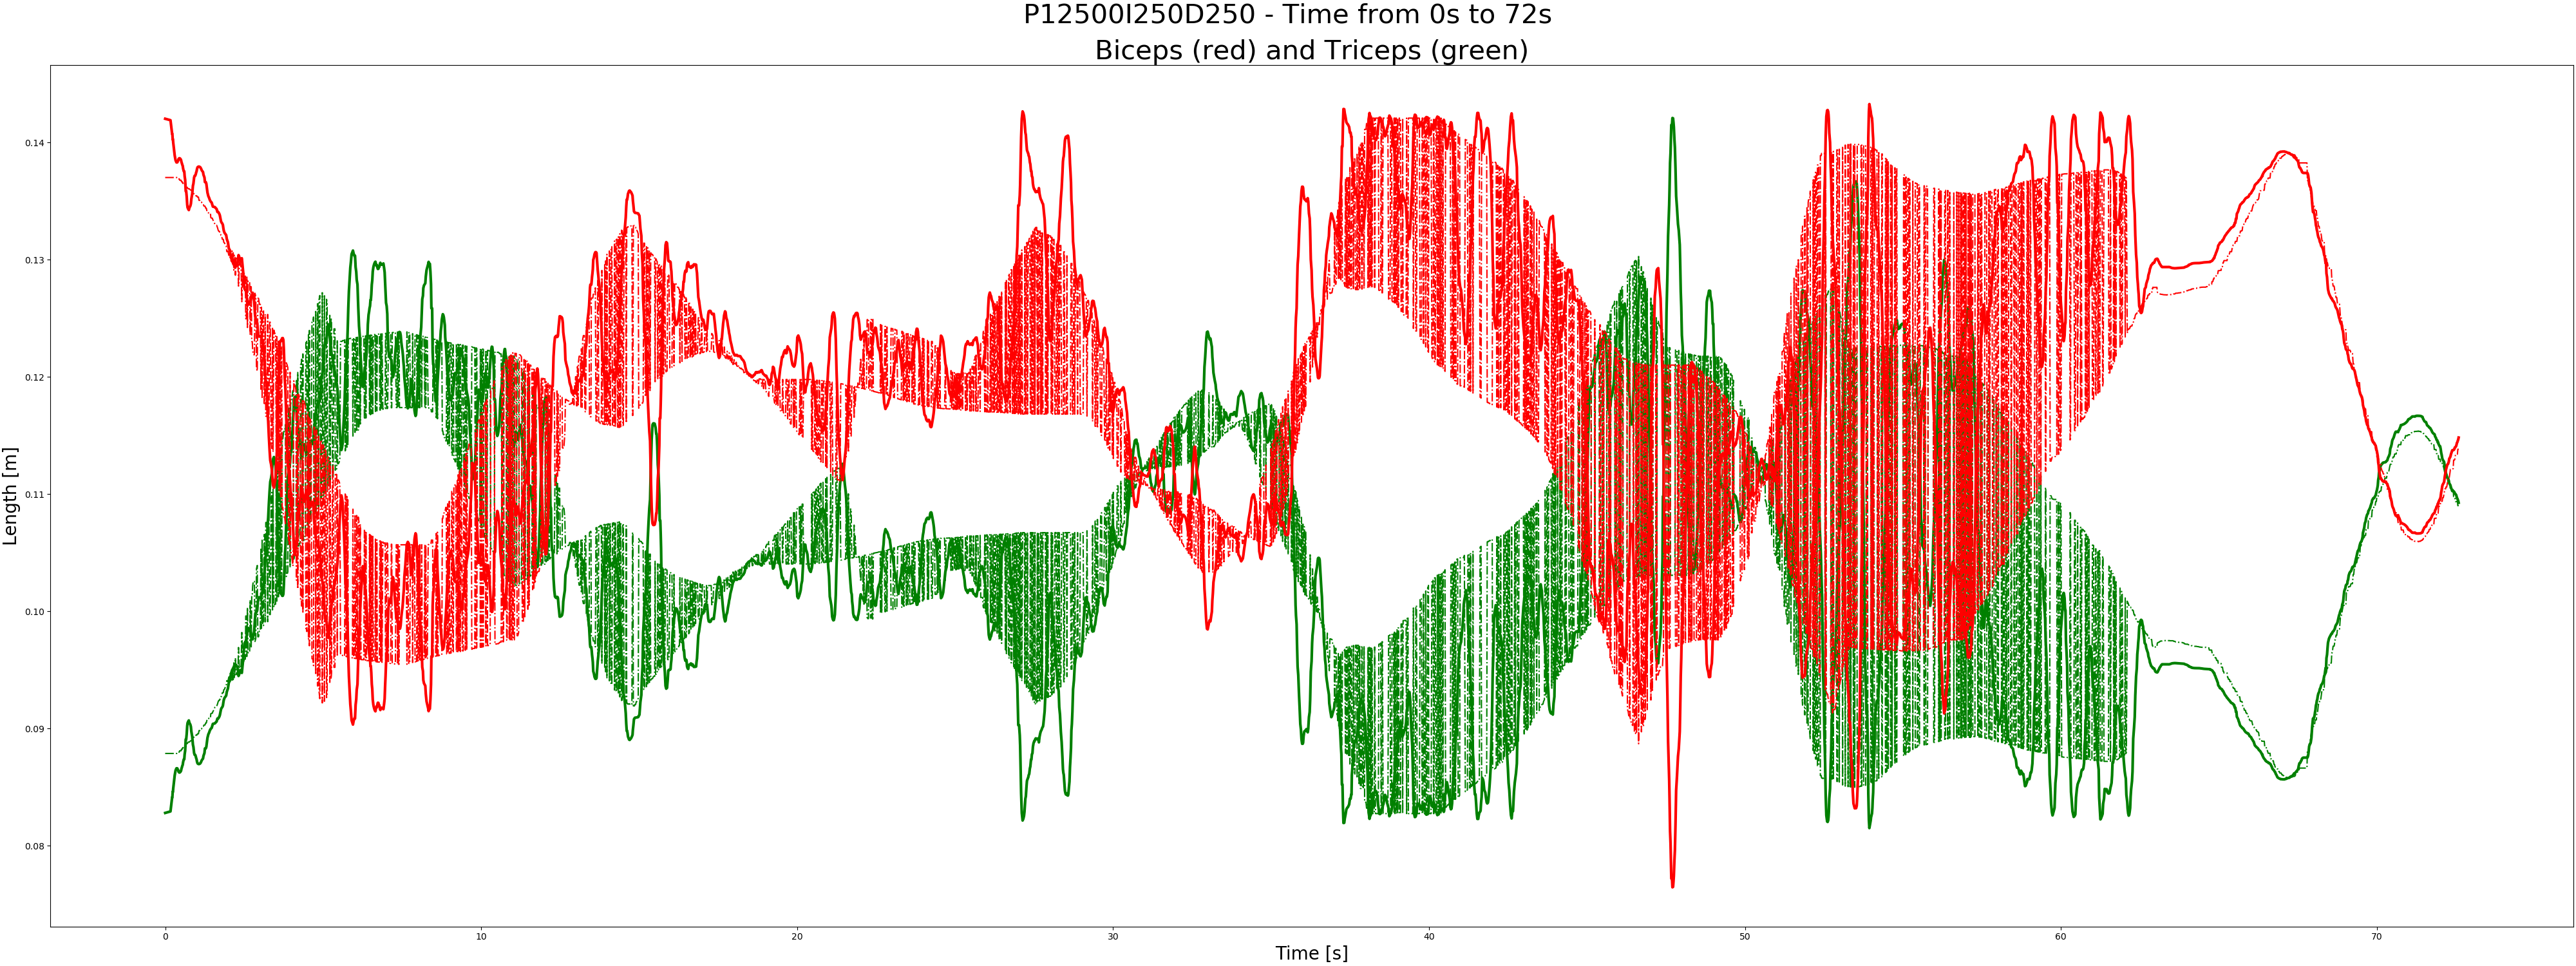 P12500I250D250 - Time from 0s to 72s
Biceps (red) and Triceps (green)
Length [m]
0.14
0.13
0.12
0.11
0.10
0.09
0.08
0 10 20 30 40 50 60 70
Time [s]